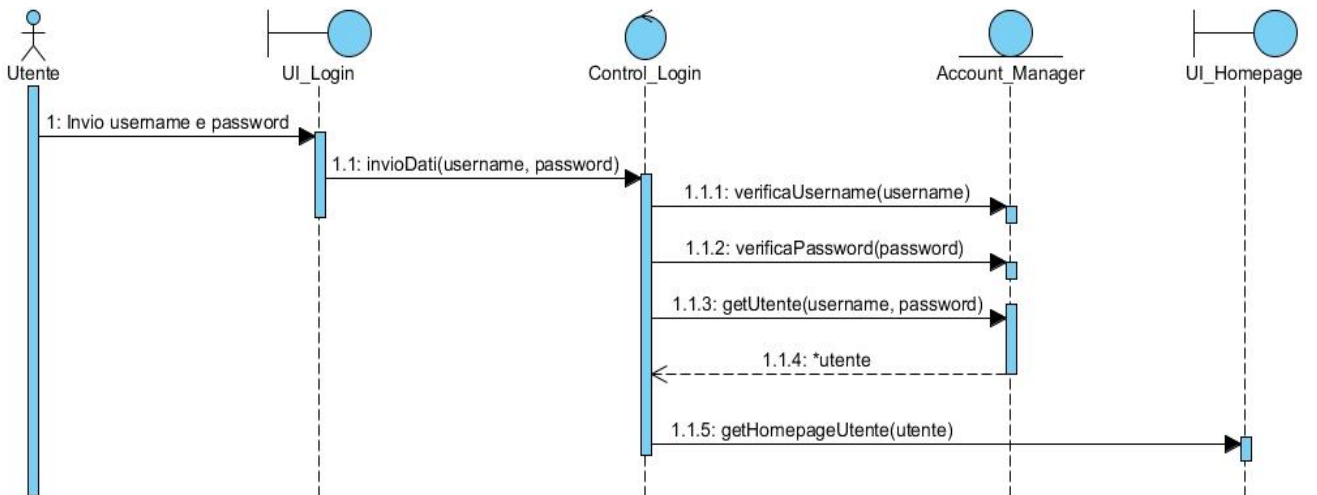 Utente
UI_Login
Control_Login
Account_Manager
UI_Homepage
1: Invio username e password
1.1: invioDati(username, password)
1.1.1: verificaUsername(username)
1.1.2: verificaPassword(password)
1.1.3: getUtente(username, password)
1.1.4: *utente
1.1.5: getHomepageUtente(utente)